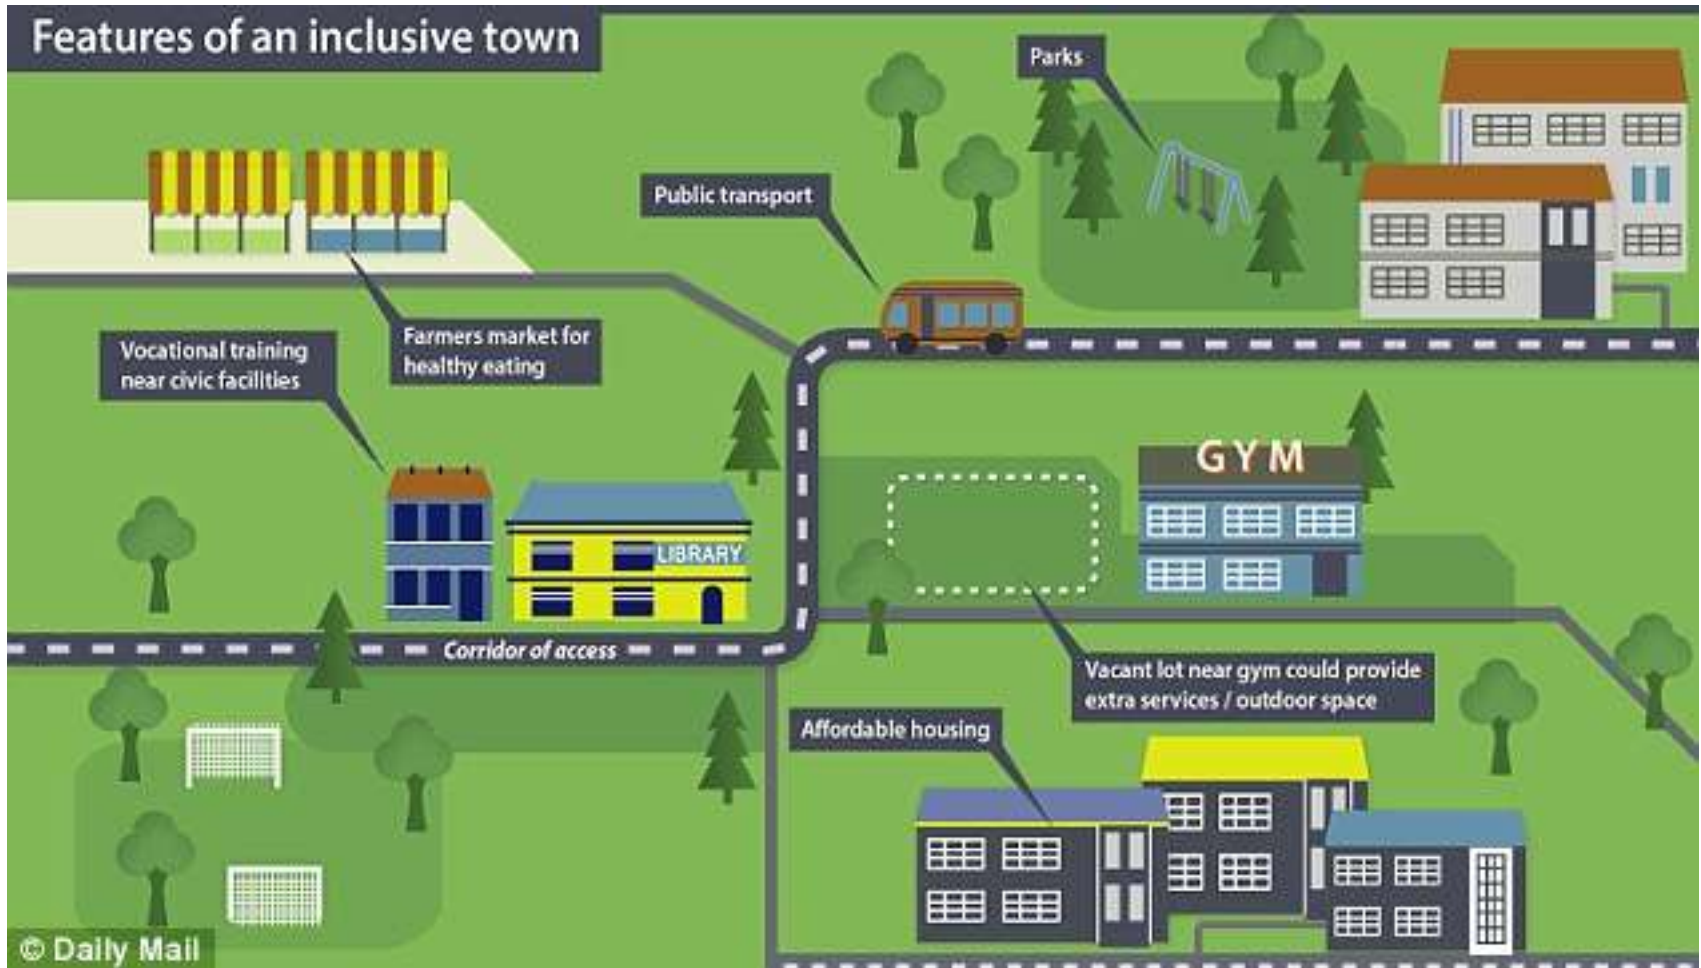 Features of an inclusive town
Parks
Public transport
Farmers market for
healthy eating
Vocational training
near civic facilities
GYM
LIBRARY
Corridor of access
Vacant lot near gym could provide
extra services / outdoor space
Affordable housing
© Daily Mail